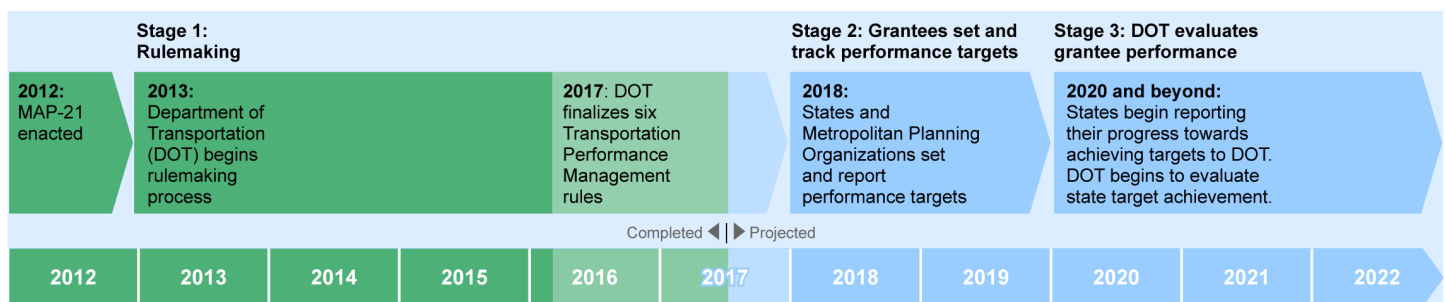 Stage 1:
Rulemaking
Stage 2: Grantees set and
track performance targets
Stage 3: DOT evaluates
grantee performance
2012:
MAP-21
enacted
2013:
Department of
Transportation
(DOT) begins
rulemaking
process
2017: DOT
finalizes six
Transportation
Performance
Management
rules
2018:
States and
Metropolitan Planning
Organizations set
and report
performance targets
2020 and beyond:
States begin reporting
their progress towards
achieving targets to DOT.
DOT begins to evaluate
state target achievement.
Completed Projected
2012 2013 2014 2015 2016 2017 2018 2019 2020 2021 2022